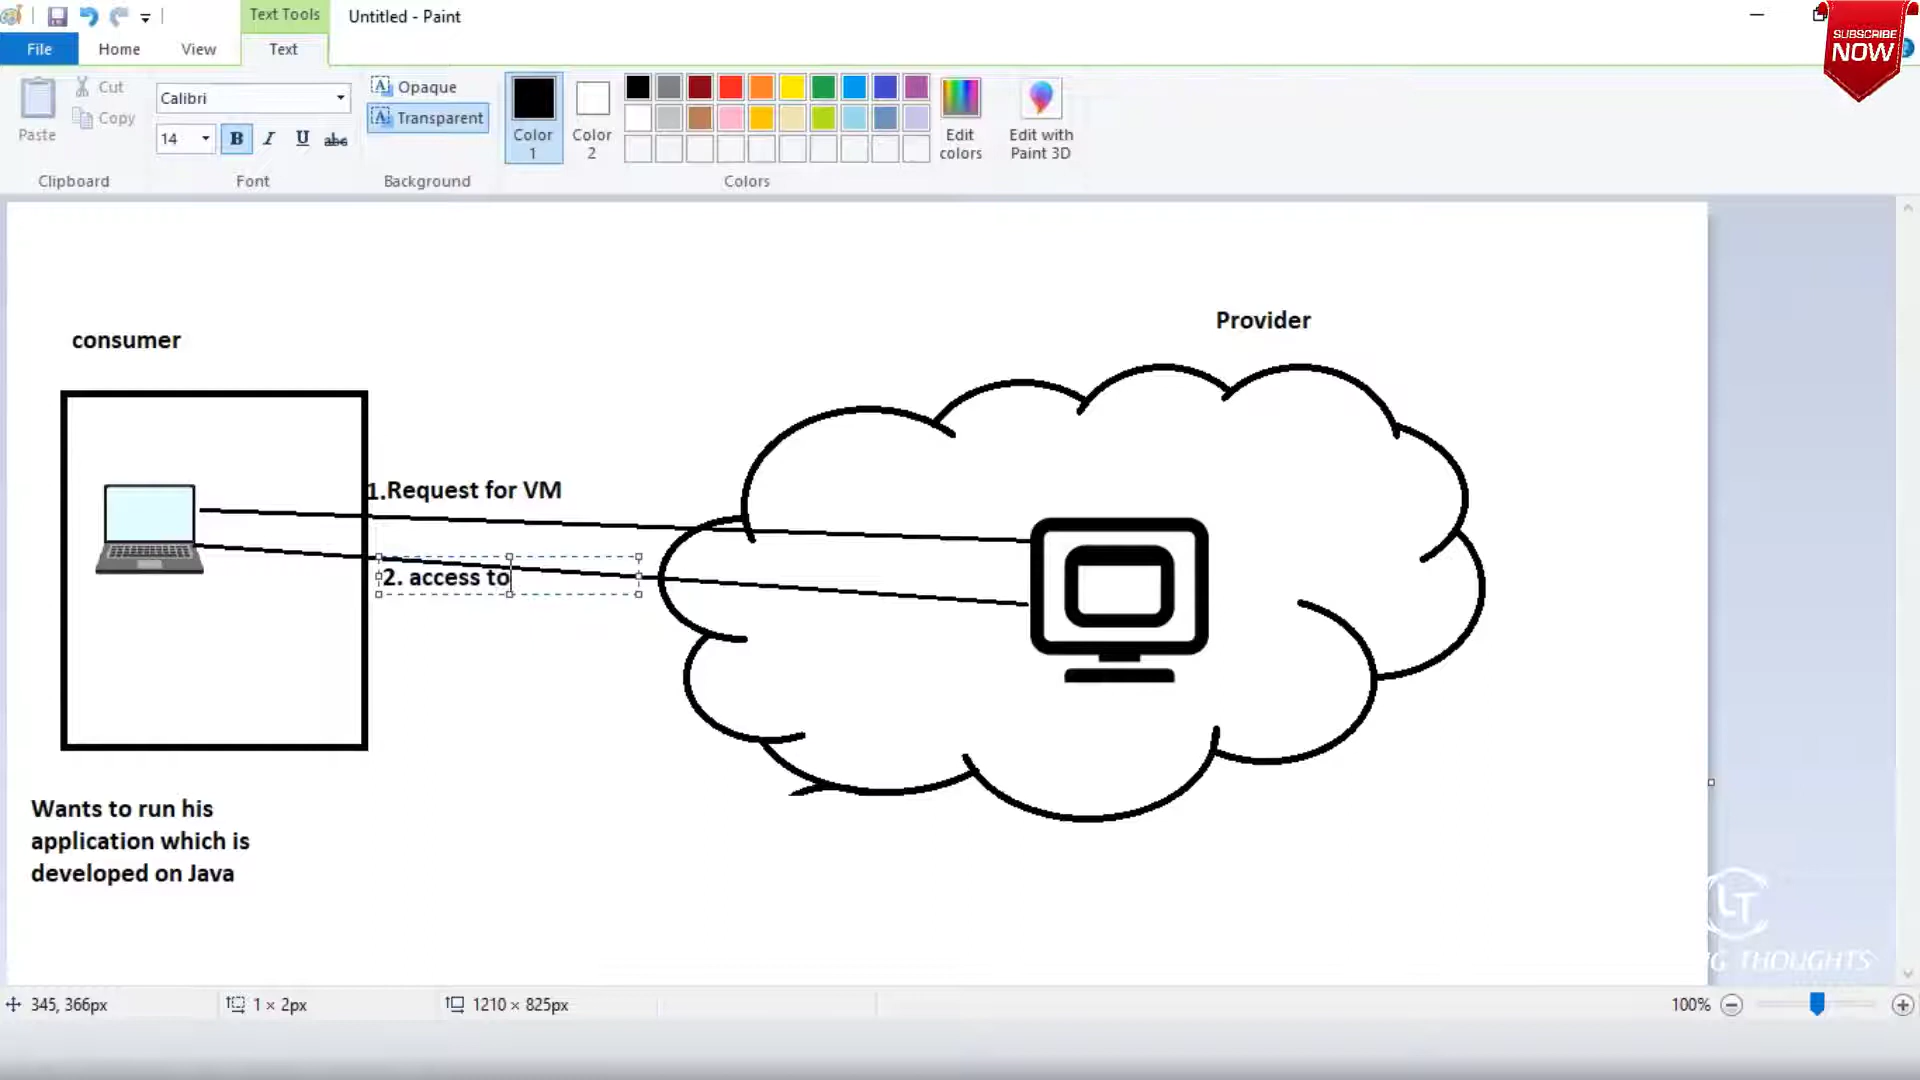 Text Tools
Untitled - Paint
SUBSCRIBE
NOW
File
Home
View
Text
Cut
Copy
Paste
Calibri
14
B
I
U
abc
Opaque
Transparent
Color
1
Color
2
Edit
colors
Edit with
Paint 3D
Clipboard
Font
Background
Colors
consumer
Provider
1.Request for VM
2. access to
Wants to run his
application which is
developed on Java
LT
G THOUGHTS
345, 366px
1 × 2px
1210 × 825px
100%